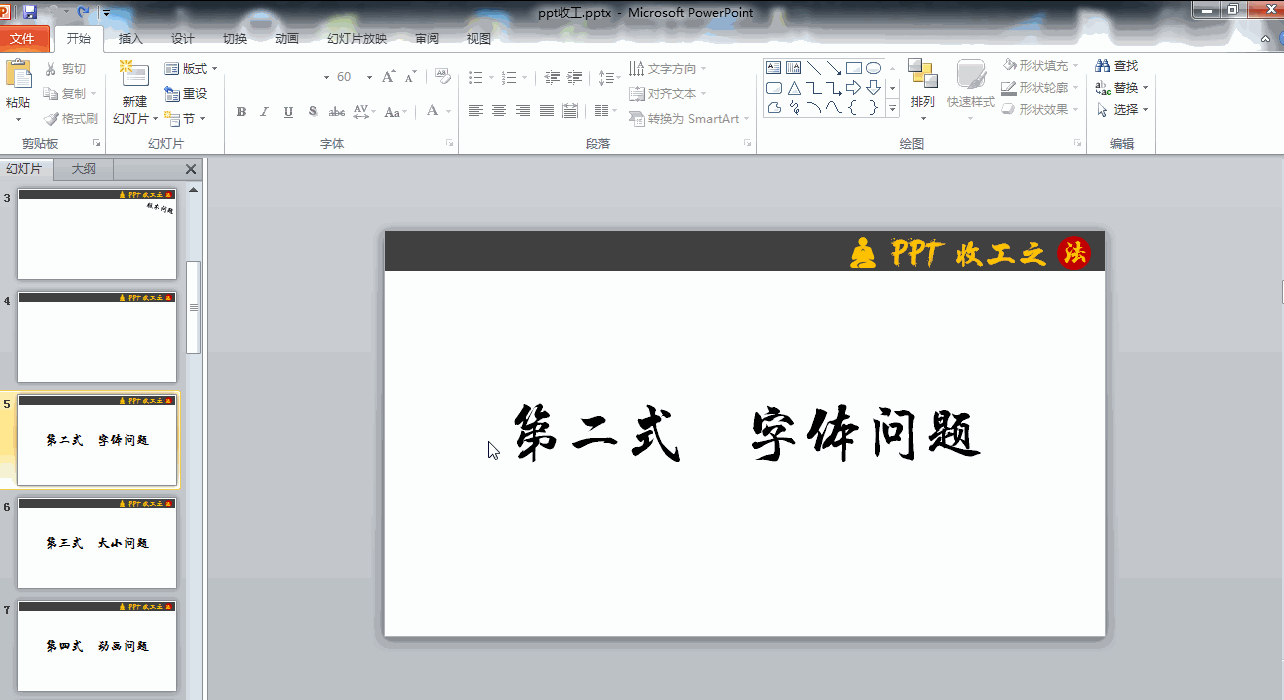 ppt收工.pptx - Microsoft PowerPoint
文件 开始 插入 设计 切换 动画 幻灯片放映 审阅 视图
粘贴 剪切 复制 格式刷 剪贴板
新建 幻灯片 版式 重设 节 幻灯片
60
B I U S abc AV Aa A 字体
文字方向 对齐文本 转换为 SmartArt 段落
排列 快速样式 形状填充 形状轮廓 形状效果 绘图
查找 替换 选择 编辑
幻灯片 大纲
3
PPT 收工之 法
版本问题
4
PPT 收工之 法
5
PPT 收工之 法
第二式 字体问题
6
PPT 收工之 法
第三式 大小问题
7
PPT 收工之 法
第四式 动画问题
PPT 收工之 法
第二式 字体问题